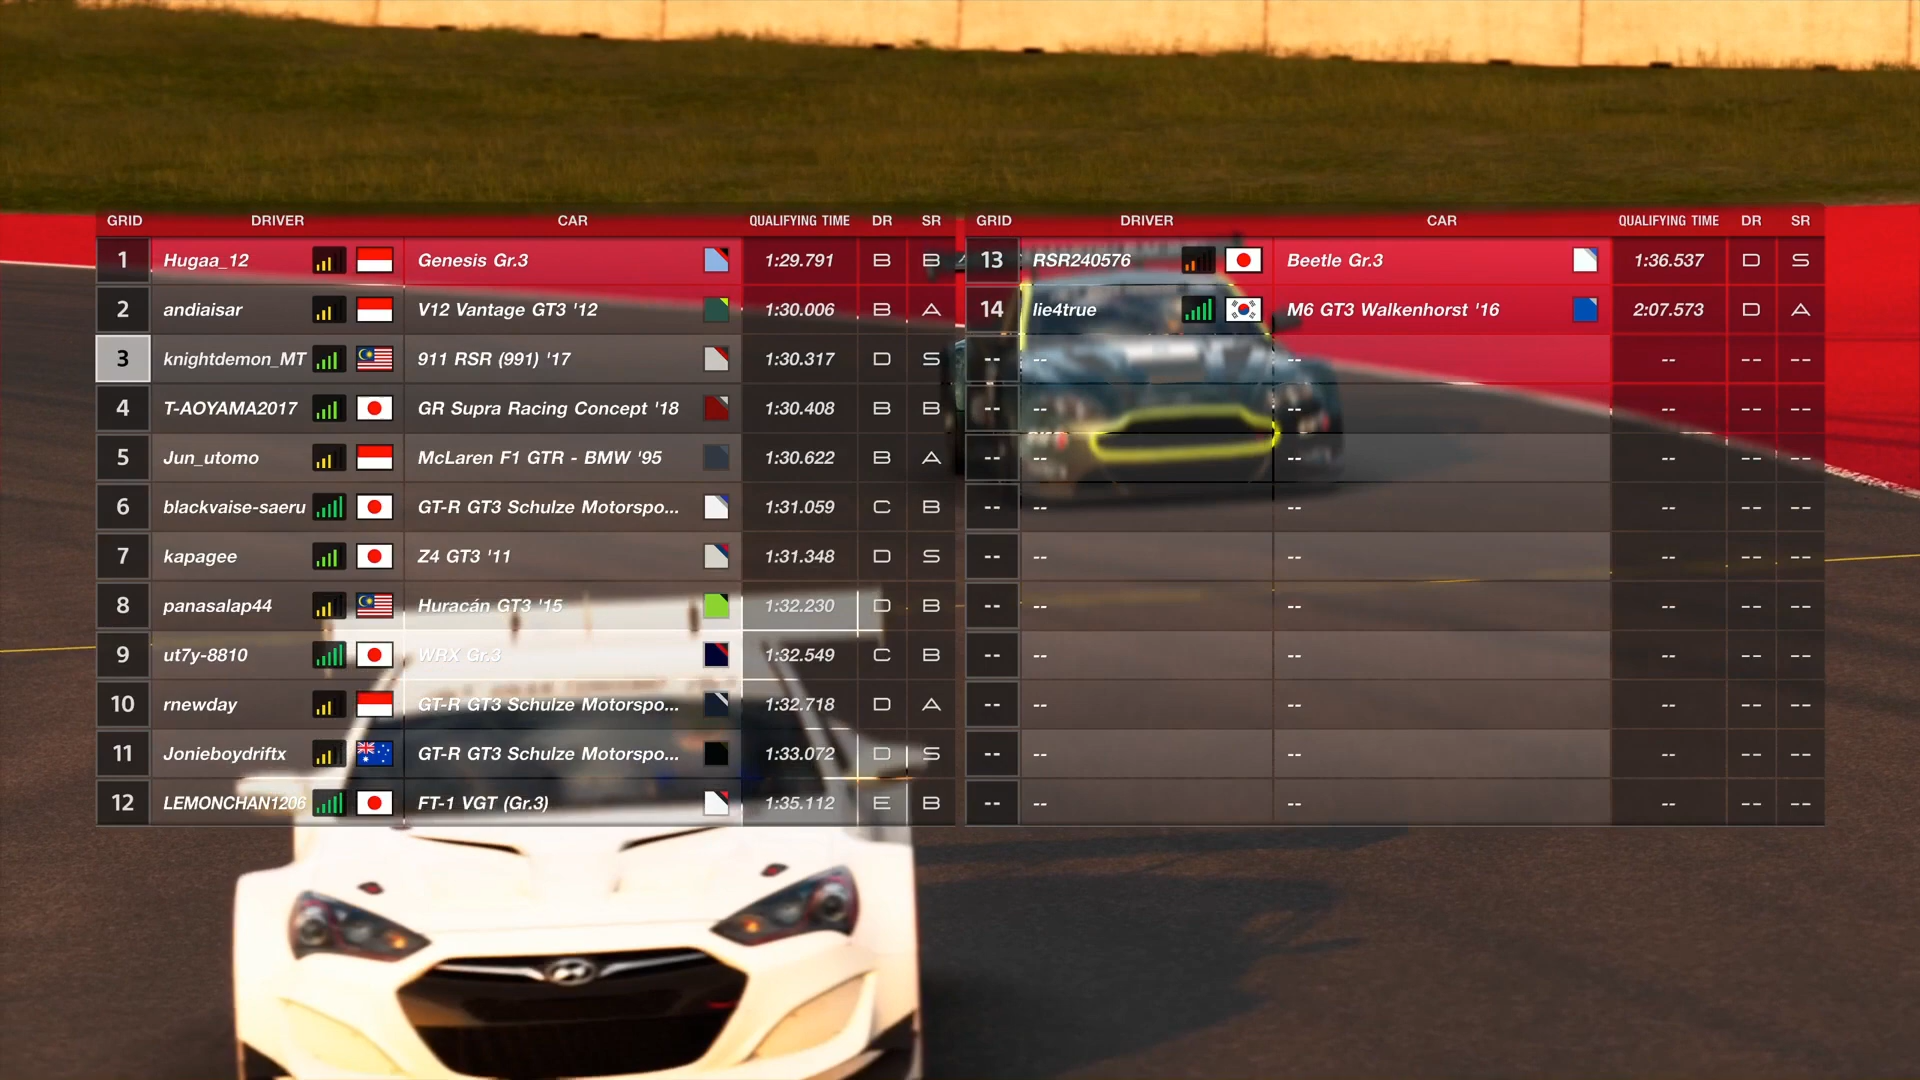 GRID DRIVER CAR QUALIFYING TIME DR SR
1 Hugaa_12 Genesis Gr.3 1:29.791 B B
2 andiaisar V12 Vantage GT3 '12 1:30.006 B A
3 knightdemon_MT 911 RSR (991) '17 1:30.317 D S
4 T-AOYAMA2017 GR Supra Racing Concept '18 1:30.408 B B
5 Jun_utomo McLaren F1 GTR - BMW '95 1:30.622 B A
6 blackvaise-saeru GT-R GT3 Schulze Motorspo... 1:31.059 C B
7 kapagee Z4 GT3 '11 1:31.348 D S
8 panasalap44 Huracán GT3 '15 1:32.230 D B
9 ut7y-8810 WRX Gr.3 1:32.549 C B
10 rnewday GT-R GT3 Schulze Motorspo... 1:32.718 D A
11 Jonieboydriftx GT-R GT3 Schulze Motorspo... 1:33.072 D S
12 LEMONCHAN1206 FT-1 VGT (Gr.3) 1:35.112 E B
GRID DRIVER CAR QUALIFYING TIME DR SR
13 RSR240576 Beetle Gr.3 1:36.537 D S
14 lie4true M6 GT3 Walkenhorst '16 2:07.573 D A
-- -- -- -- -- --
-- -- -- -- -- --
-- -- -- -- -- --
-- -- -- -- -- --
-- -- -- -- -- --
-- -- -- -- -- --
-- -- -- -- -- --
-- -- -- -- -- --
-- -- -- -- -- --
-- -- -- -- -- --